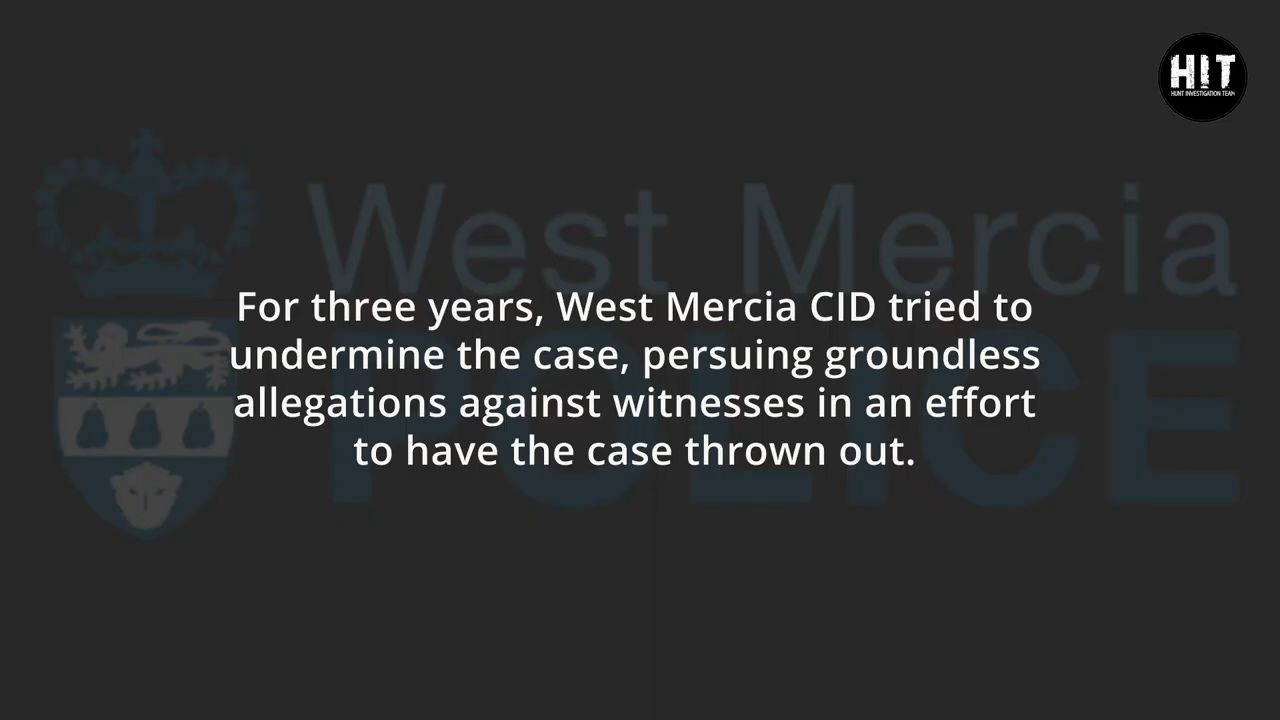 HIT
HUNT INVESTIGATION TEAM
West Mercia
POLICE
For three years, West Mercia CID tried to
undermine the case, persuing groundless
allegations against witnesses in an effort
to have the case thrown out.